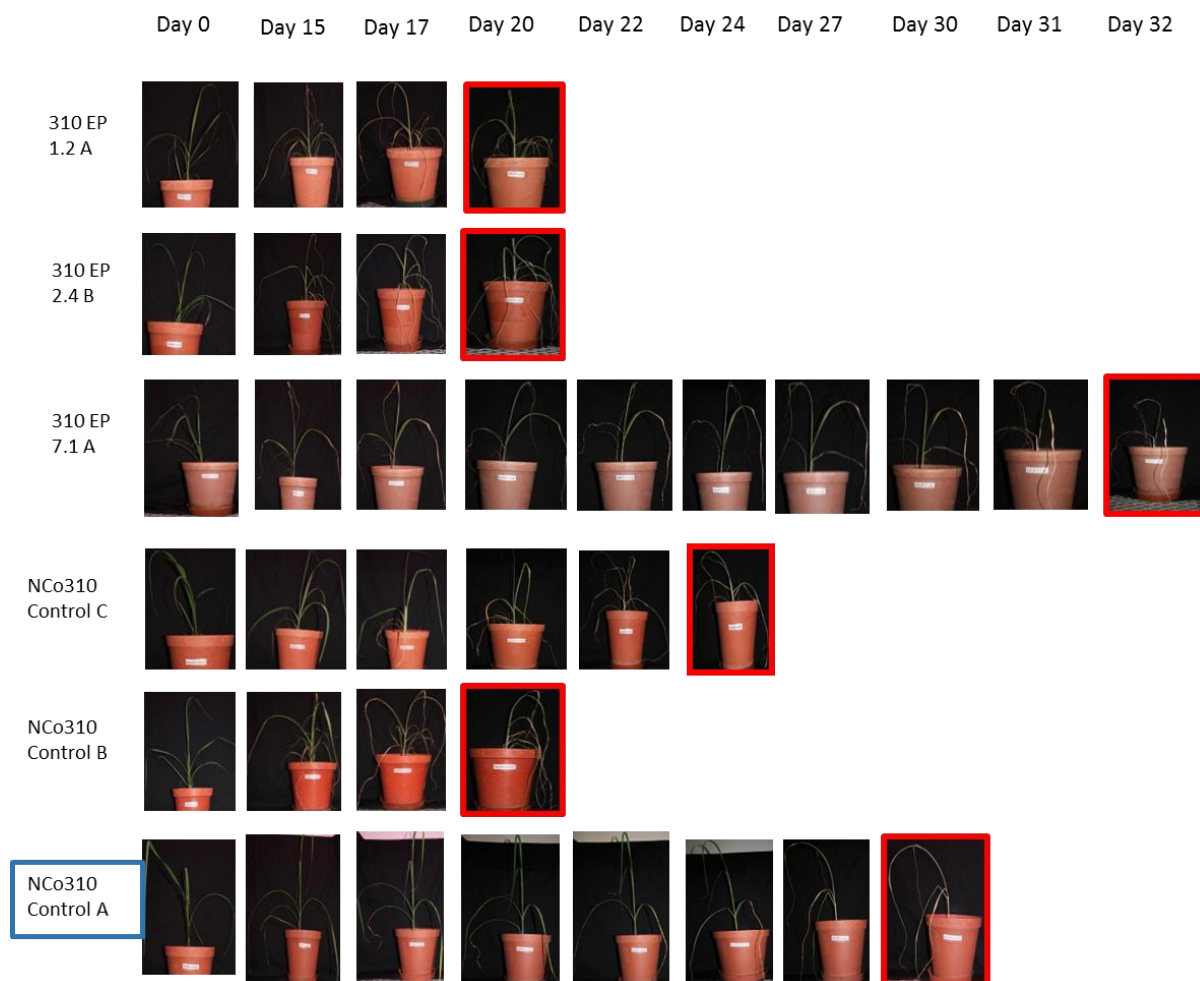 Day 0 Day 15 Day 17 Day 20 Day 22 Day 24 Day 27 Day 30 Day 31 Day 32
310 EP
1.2 A
310 EP
2.4 B
310 EP
7.1 A
NCo310
Control C
NCo310
Control B
NCo310
Control A